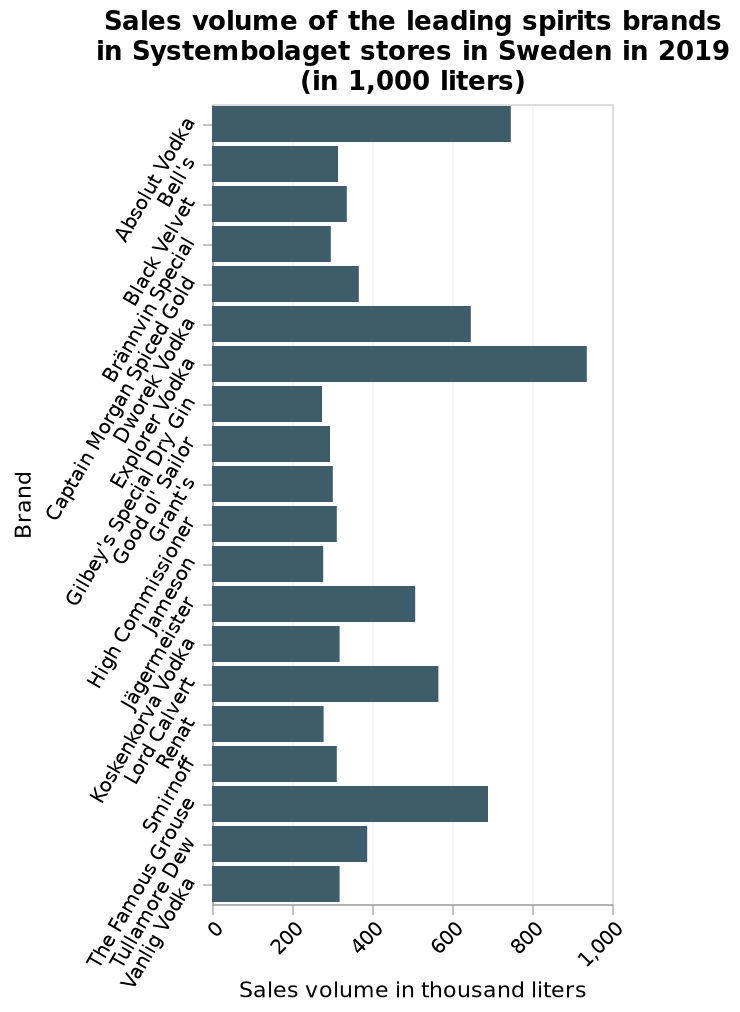 Sales volume of the leading spirits brands
in Systembolaget stores in Sweden in 2019
(in 1,000 liters)
Brand
Absolut Vodka
Bell's
Black Velvet
Brännvin Special
Captain Morgan Spiced Gold
Dworek Vodka
Explorer Vodka
Gilbey's Special Dry Gin
Good ol' Sailor
Grant's
High Commissioner
Jameson
Jägermeister
Koskenkorva Vodka
Lord Calvert
Renat
Smirnoff
The Famous Grouse
Tullamore Dew
Vanlig Vodka
0
200
400
600
800
1,000
Sales volume in thousand liters